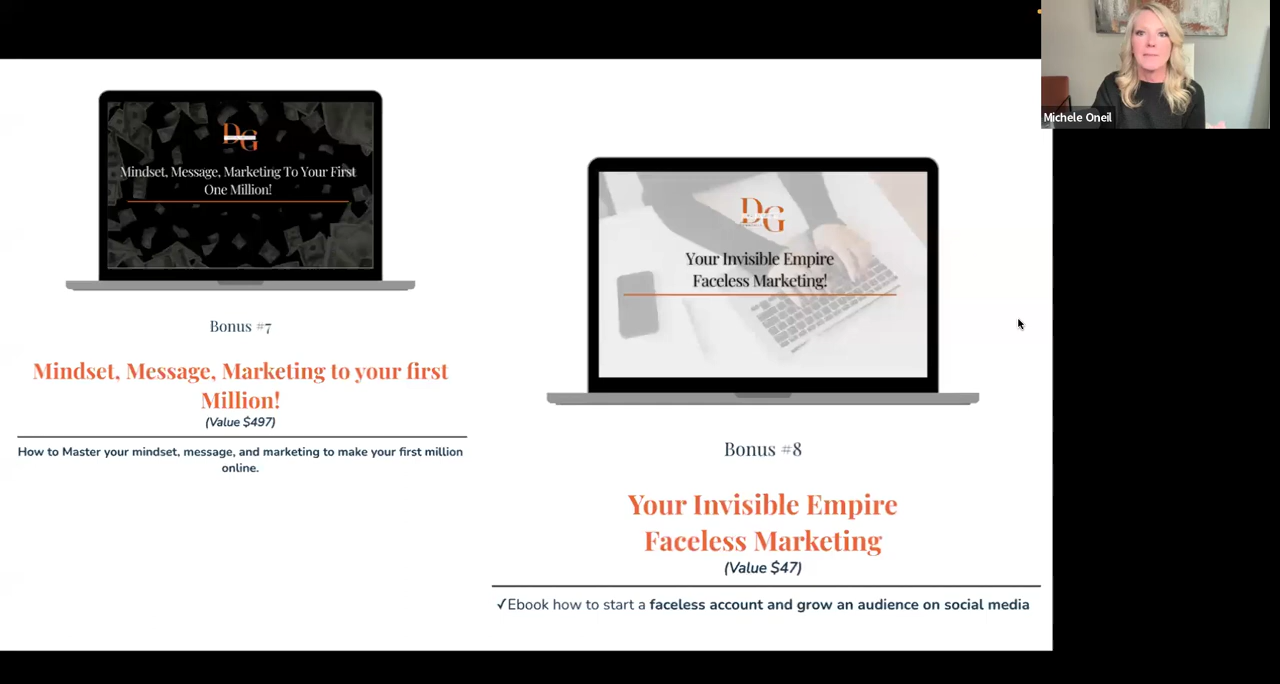 Michele Oneil
DG
Mindset, Message, Marketing To Your First
One Million!
Bonus #7
Mindset, Message, Marketing to your first
Million!
(Value $497)
How to Master your mindset, message, and marketing to make your first million
online.
DG
Your Invisible Empire
Faceless Marketing!
Bonus #8
Your Invisible Empire
Faceless Marketing
(Value $47)
✓Ebook how to start a faceless account and grow an audience on social media